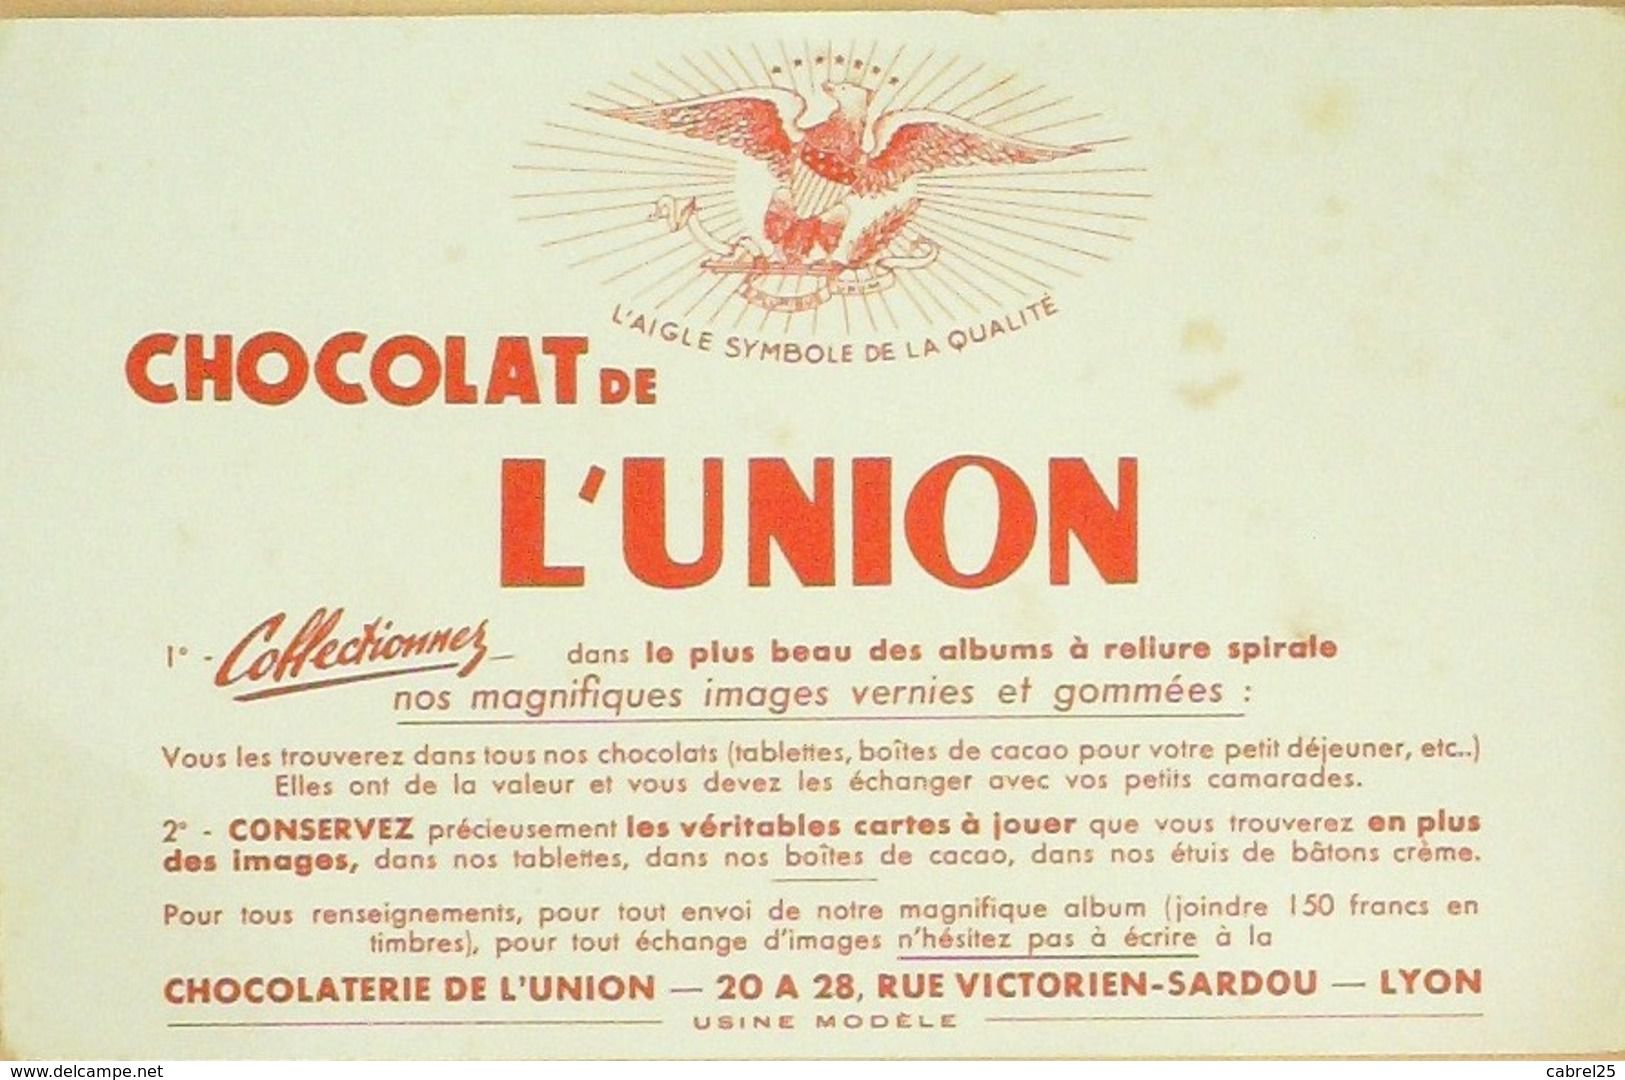 L'AIGLE SYMBOLE DE LA QUALITÉ
CHOCOLAT DE
L'UNION
1° - Collectionnez dans le plus beau des albums à reliure spirale
nos magnifiques images vernies et gommées :
Vous les trouverez dans tous nos chocolats (tablettes, boîtes de cacao pour votre petit déjeuner, etc..)
Elles ont de la valeur et vous devez les échanger avec vos petits camarades.
2° - CONSERVEZ précieusement les véritables cartes à jouer que vous trouverez en plus
des images, dans nos tablettes, dans nos boîtes de cacao, dans nos étuis de bâtons crème.
Pour tous renseignements, pour tout envoi de notre magnifique album (joindre 150 francs en
timbres), pour tout échange d'images n'hésitez pas à écrire à la
CHOCOLATERIE DE L'UNION — 20 A 28, RUE VICTORIEN-SARDOU — LYON
USINE MODÈLE
www.delcampe.net
cabrel25